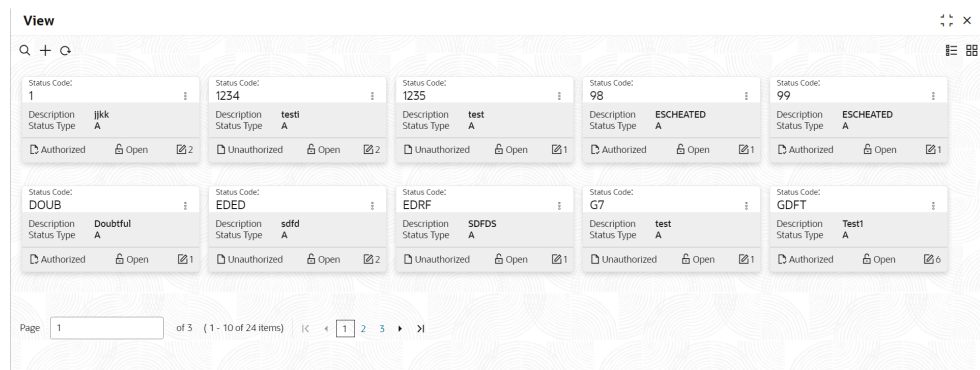 View
Status Code:
1
Description jjkk
Status Type A
Authorized Open 2
Status Code:
1234
Description testi
Status Type A
Unauthorized Open 2
Status Code:
1235
Description test
Status Type A
Unauthorized Open 1
Status Code:
98
Description ESCHEATED
Status Type A
Authorized Open 1
Status Code:
99
Description ESCHEATED
Status Type A
Authorized Open 1
Status Code:
DOUB
Description Doubtful
Status Type A
Authorized Open 1
Status Code:
EDED
Description sdfd
Status Type A
Unauthorized Open 2
Status Code:
EDRF
Description SDFDS
Status Type A
Unauthorized Open 1
Status Code:
G7
Description test
Status Type A
Unauthorized Open 1
Status Code:
GDFT
Description Test1
Status Type A
Authorized Open 6
Page 1 of 3 ( 1 - 10 of 24 items) 1 2 3